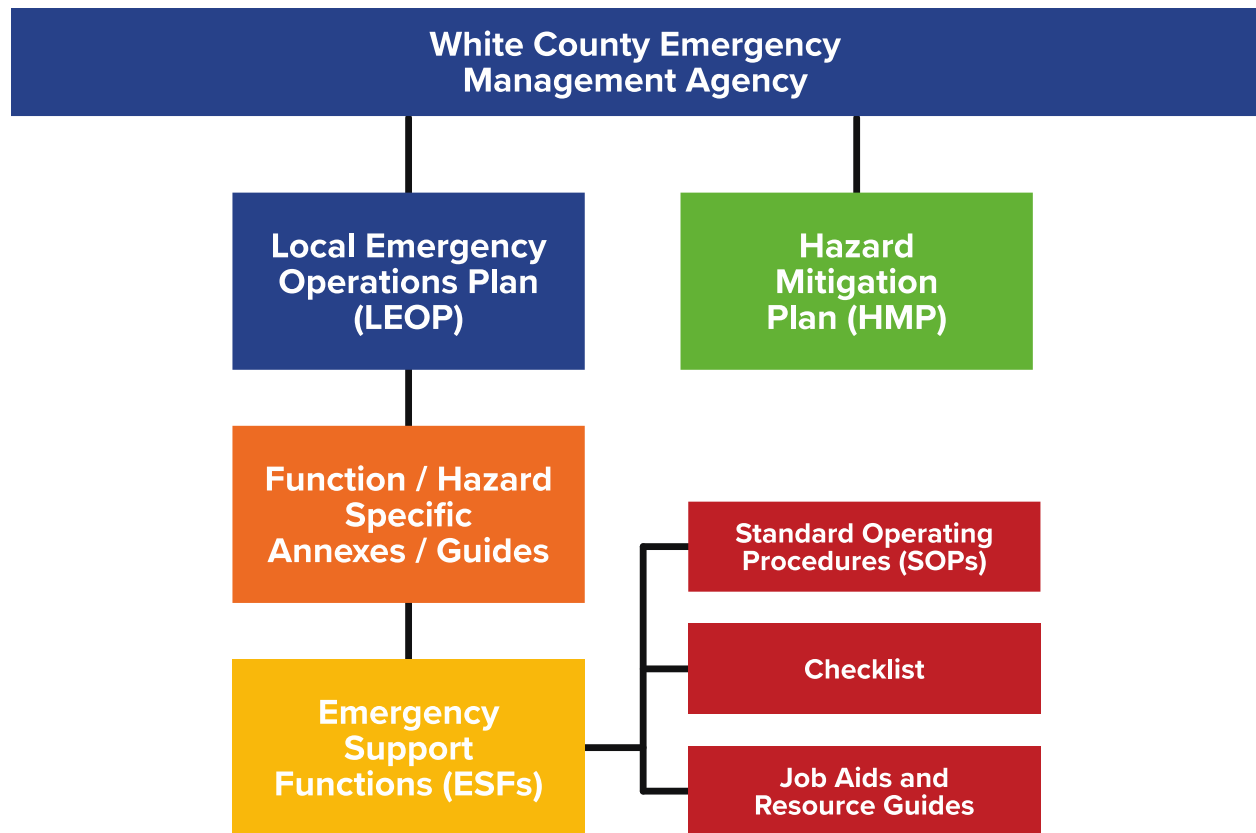 White County Emergency
Management Agency
Local Emergency
Operations Plan
(LEOP)
Hazard
Mitigation
Plan (HMP)
Function / Hazard
Specific
Annexes / Guides
Standard Operating
Procedures (SOPs)
Checklist
Emergency
Support
Functions (ESFs)
Job Aids and
Resource Guides